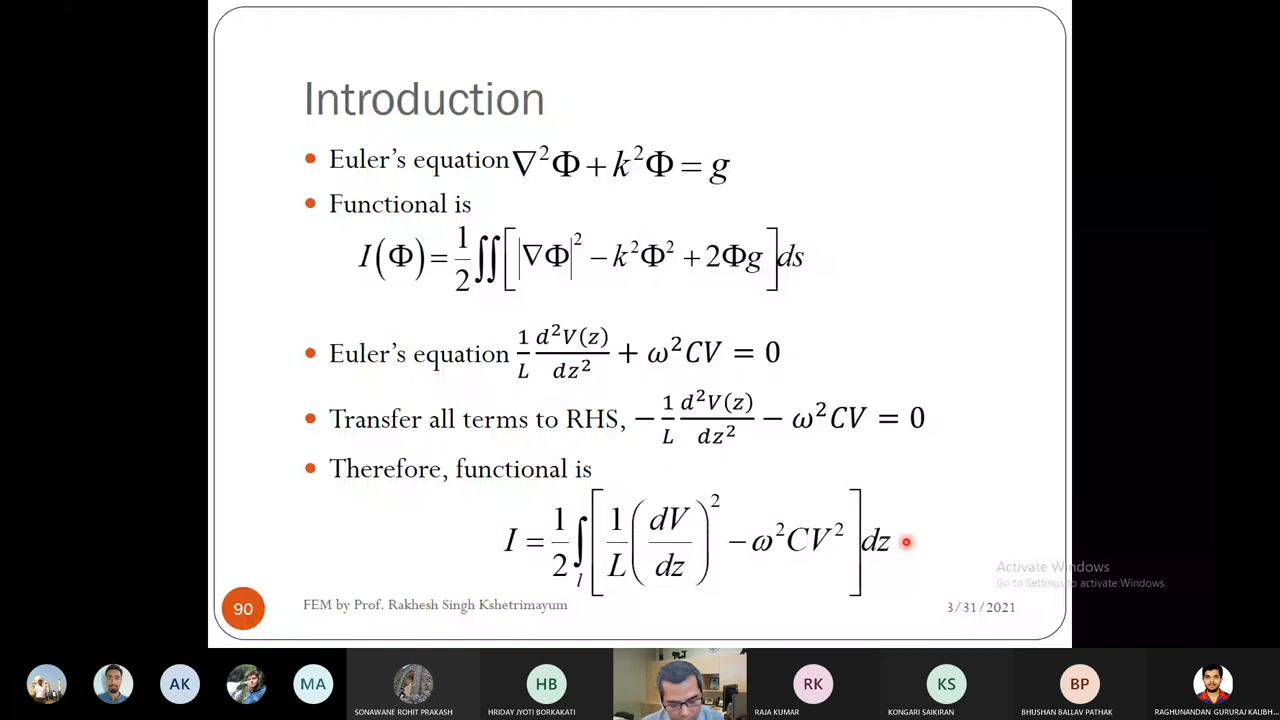 Introduction
Euler's equation ∇²Φ + k²Φ = g
Functional is
I(Φ) = 1/2 ∬ [|∇Φ|² − k²Φ² + 2Φg] ds
Euler's equation 1/L d²V(z)/dz² + ω²CV = 0
Transfer all terms to RHS, − 1/L d²V(z)/dz² − ω²CV = 0
Therefore, functional is
I = 1/2 ∫_l [1/L (dV/dz)² − ω²CV²] dz
Activate Windows
Go to Settings to activate Windows.
90 FEM by Prof. Rakhesh Singh Kshetrimayum 3/31/2021
AK MA HB RK KS BP
SONAWANE ROHIT PRAKASH HRIDAY JYOTI BORKAKATI RAJA KUMAR KONGARI SAIKIRAN BHUSHAN BALLAV PATHAK RAGHUNANDAN GURURAJ KALIBH...